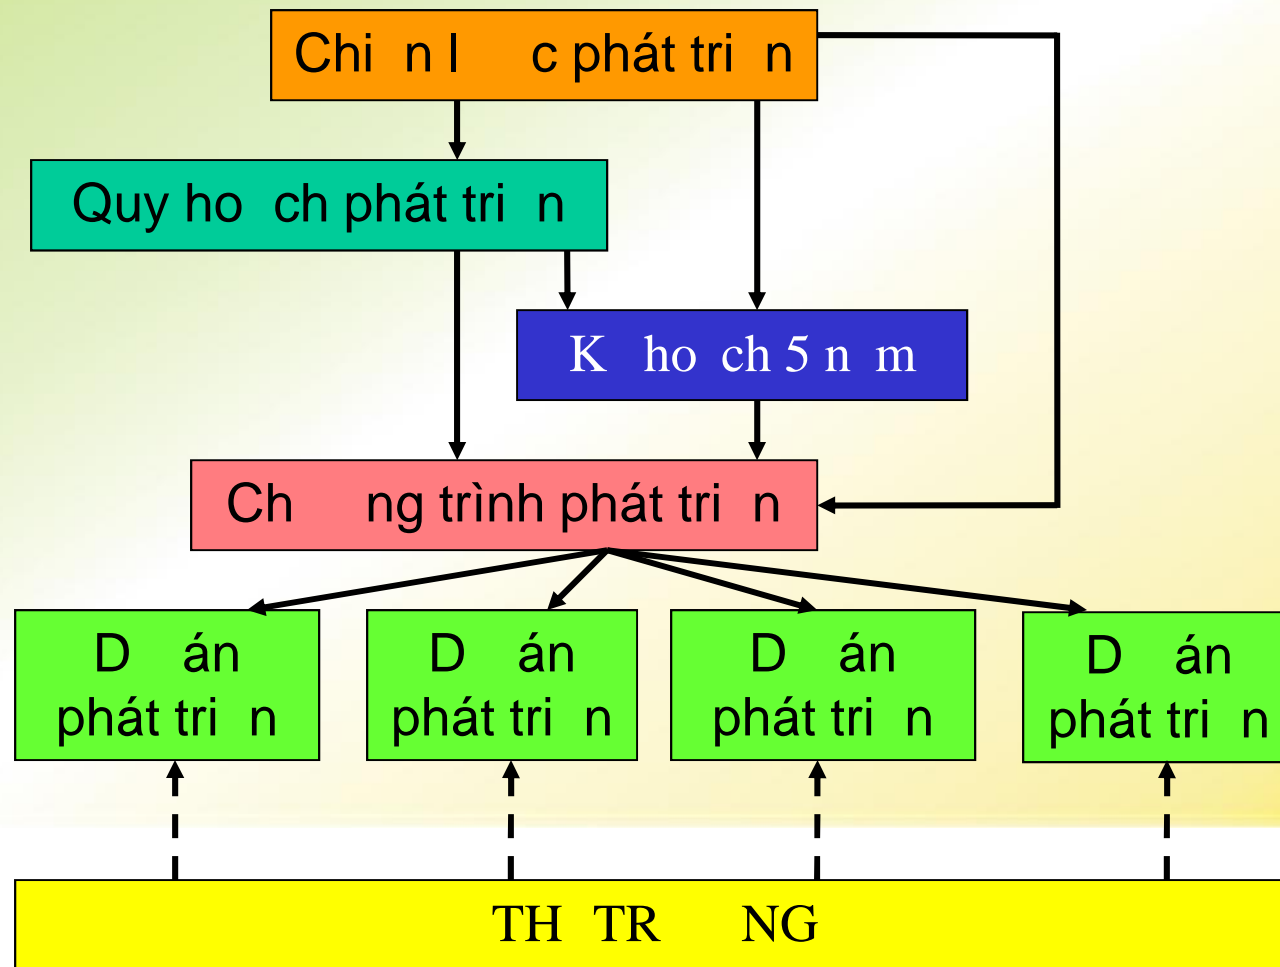 Chi n l c phát tri n
Quy ho ch phát tri n
K ho ch 5 n m
Ch ng trình phát tri n
D án
phát tri n
D án
phát tri n
D án
phát tri n
D án
phát tri n
TH TR NG